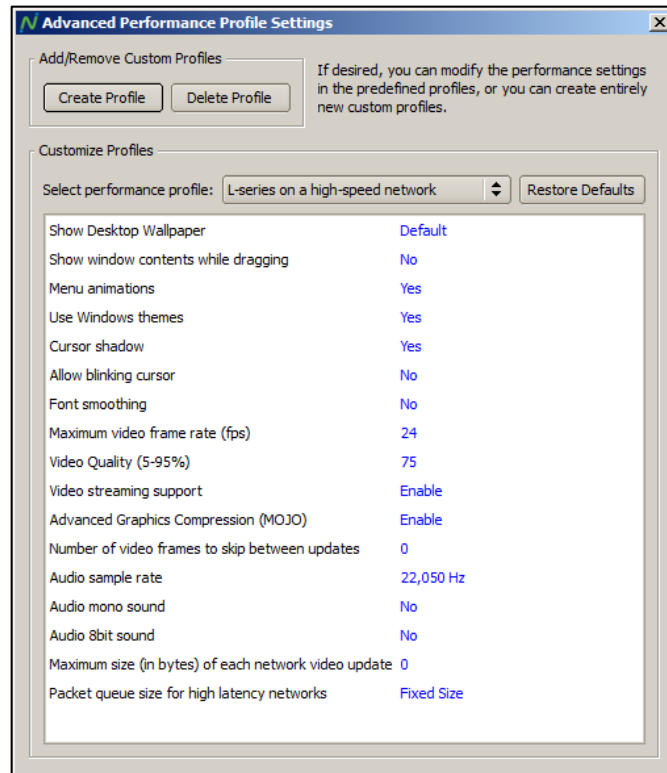 Advanced Performance Profile Settings
Add/Remove Custom Profiles
Create Profile
Delete Profile
If desired, you can modify the performance settings
in the predefined profiles, or you can create entirely
new custom profiles.
Customize Profiles
Select performance profile: L-series on a high-speed network Restore Defaults
Show Desktop Wallpaper Default
Show window contents while dragging No
Menu animations Yes
Use Windows themes Yes
Cursor shadow Yes
Allow blinking cursor No
Font smoothing No
Maximum video frame rate (fps) 24
Video Quality (5-95%) 75
Video streaming support Enable
Advanced Graphics Compression (MOJO) Enable
Number of video frames to skip between updates 0
Audio sample rate 22,050 Hz
Audio mono sound No
Audio 8bit sound No
Maximum size (in bytes) of each network video update 0
Packet queue size for high latency networks Fixed Size